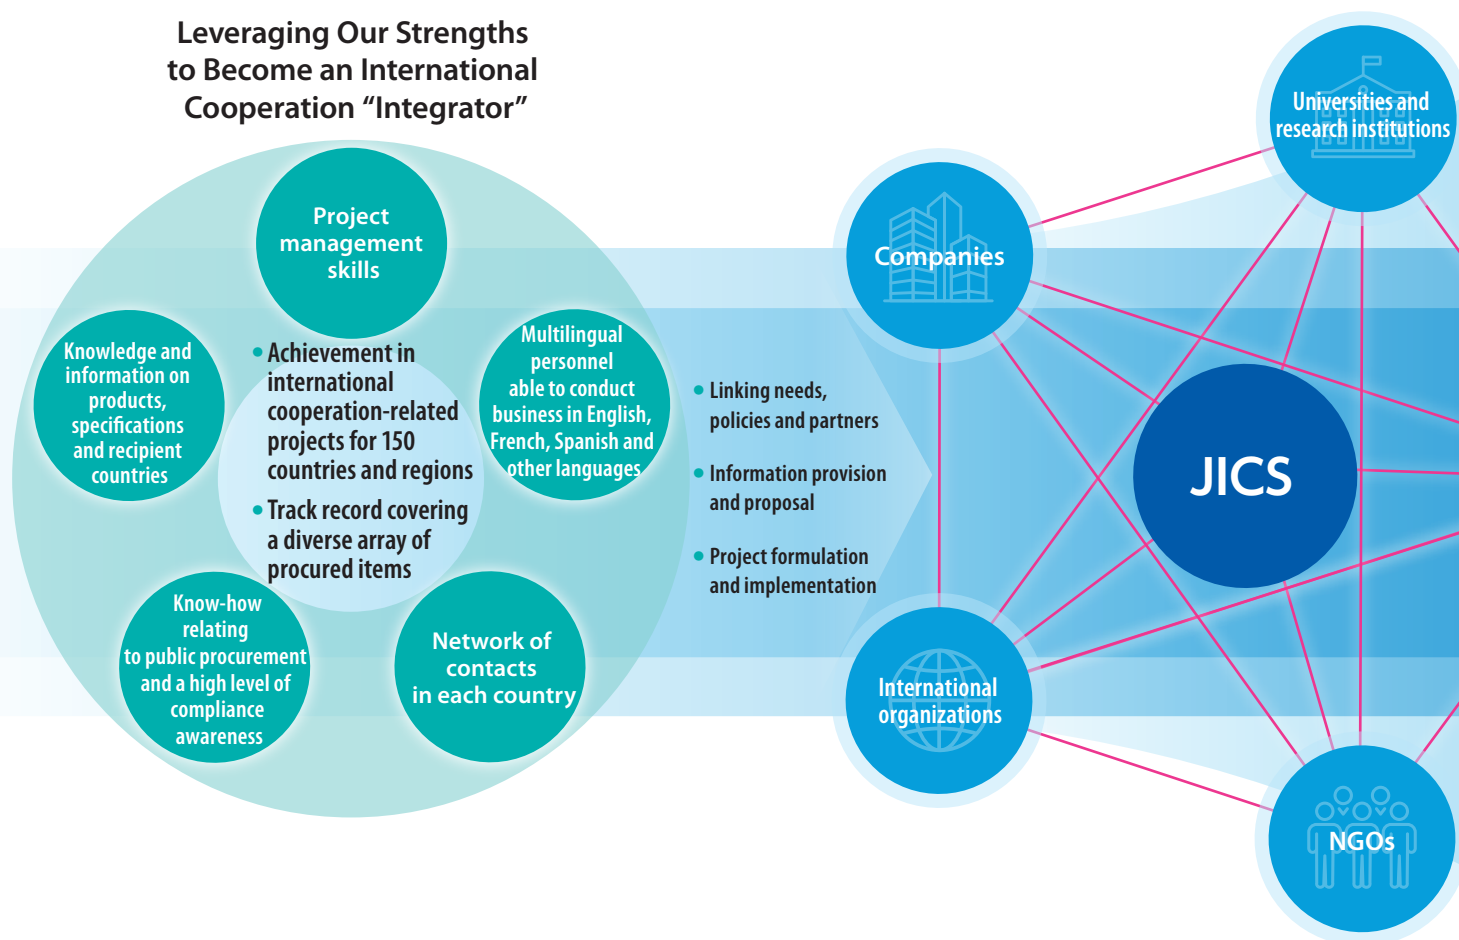 Leveraging Our Strengths
to Become an International
Cooperation “Integrator”
Project
management
skills
Knowledge and
information on
products,
specifications
and recipient
countries
• Achievement in
international
cooperation-related
projects for 150
countries and regions
• Track record covering
a diverse array of
procured items
Multilingual
personnel
able to conduct
business in English,
French, Spanish and
other languages
Know-how
relating
to public procurement
and a high level of
compliance
awareness
Network of
contacts
in each country
• Linking needs,
policies and partners
• Information provision
and proposal
• Project formulation
and implementation
Companies
Universities and
research institutions
JICS
International
organizations
NGOs